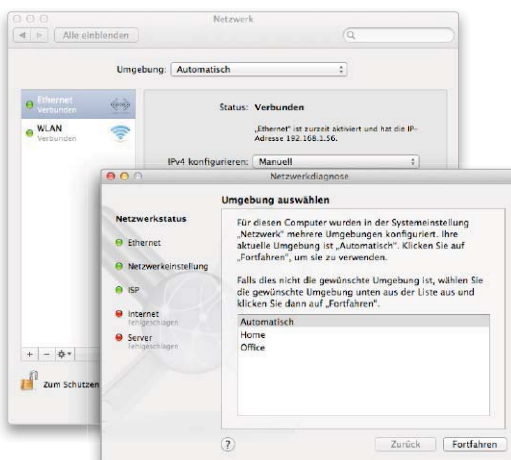 Netzwerk
Alle einblenden
Umgebung: Automatisch
Ethernet
Verbunden
WLAN
Verbunden
Status: Verbunden
„Ethernet" ist zurzeit aktiviert und hat die IP-
Adresse 192.168.1.56.
IPv4 konfigurieren: Manuell
+ −
Zum Schützen
Netzwerkdiagnose
Umgebung auswählen
Netzwerkstatus
Ethernet
Netzwerkeinstellung
ISP
Internet
Fehlgeschlagen
Server
Fehlgeschlagen
Für diesen Computer wurden in der Systemeinstellung
„Netzwerk" mehrere Umgebungen konfiguriert. Ihre
aktuelle Umgebung ist „Automatisch". Klicken Sie auf
„Fortfahren", um sie zu verwenden.
Falls dies nicht die gewünschte Umgebung ist, wählen Sie
die gewünschte Umgebung unten aus der Liste aus und
klicken Sie dann auf „Fortfahren".
Automatisch
Home
Office
?
Zurück
Fortfahren